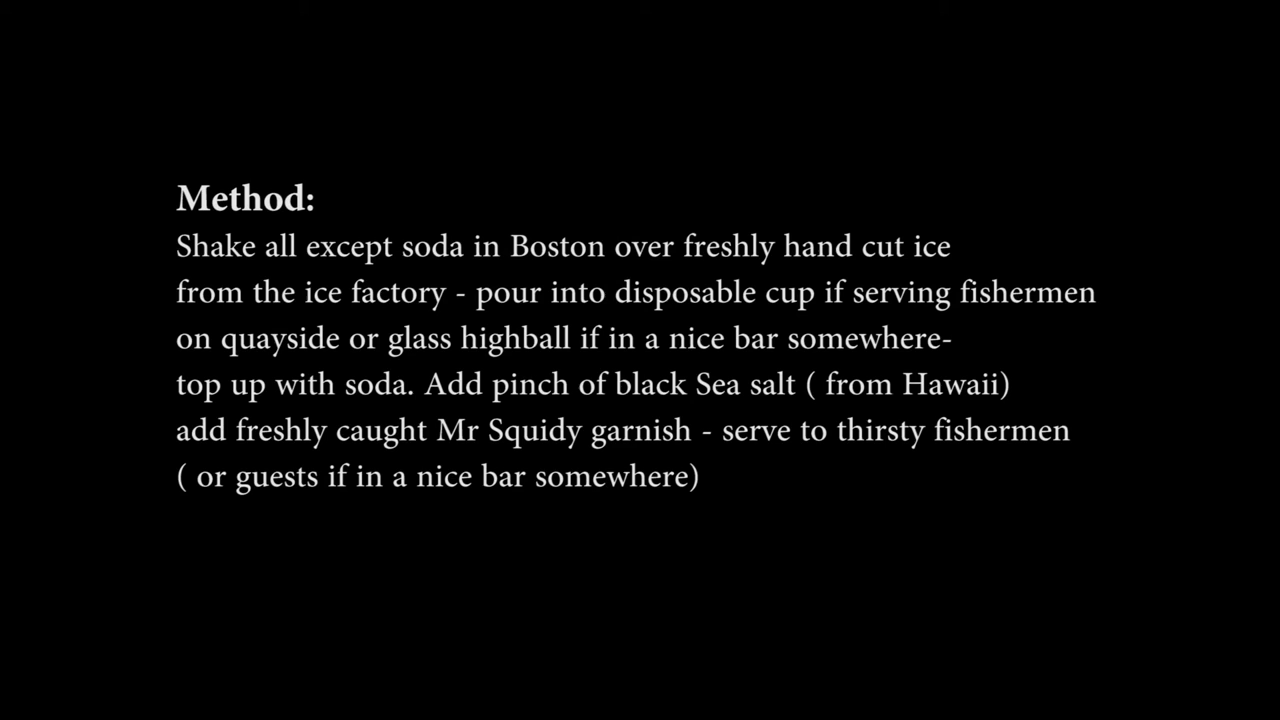 Method:
Shake all except soda in Boston over freshly hand cut ice
from the ice factory - pour into disposable cup if serving fishermen
on quayside or glass highball if in a nice bar somewhere-
top up with soda. Add pinch of black Sea salt ( from Hawaii)
add freshly caught Mr Squidy garnish - serve to thirsty fishermen
( or guests if in a nice bar somewhere)